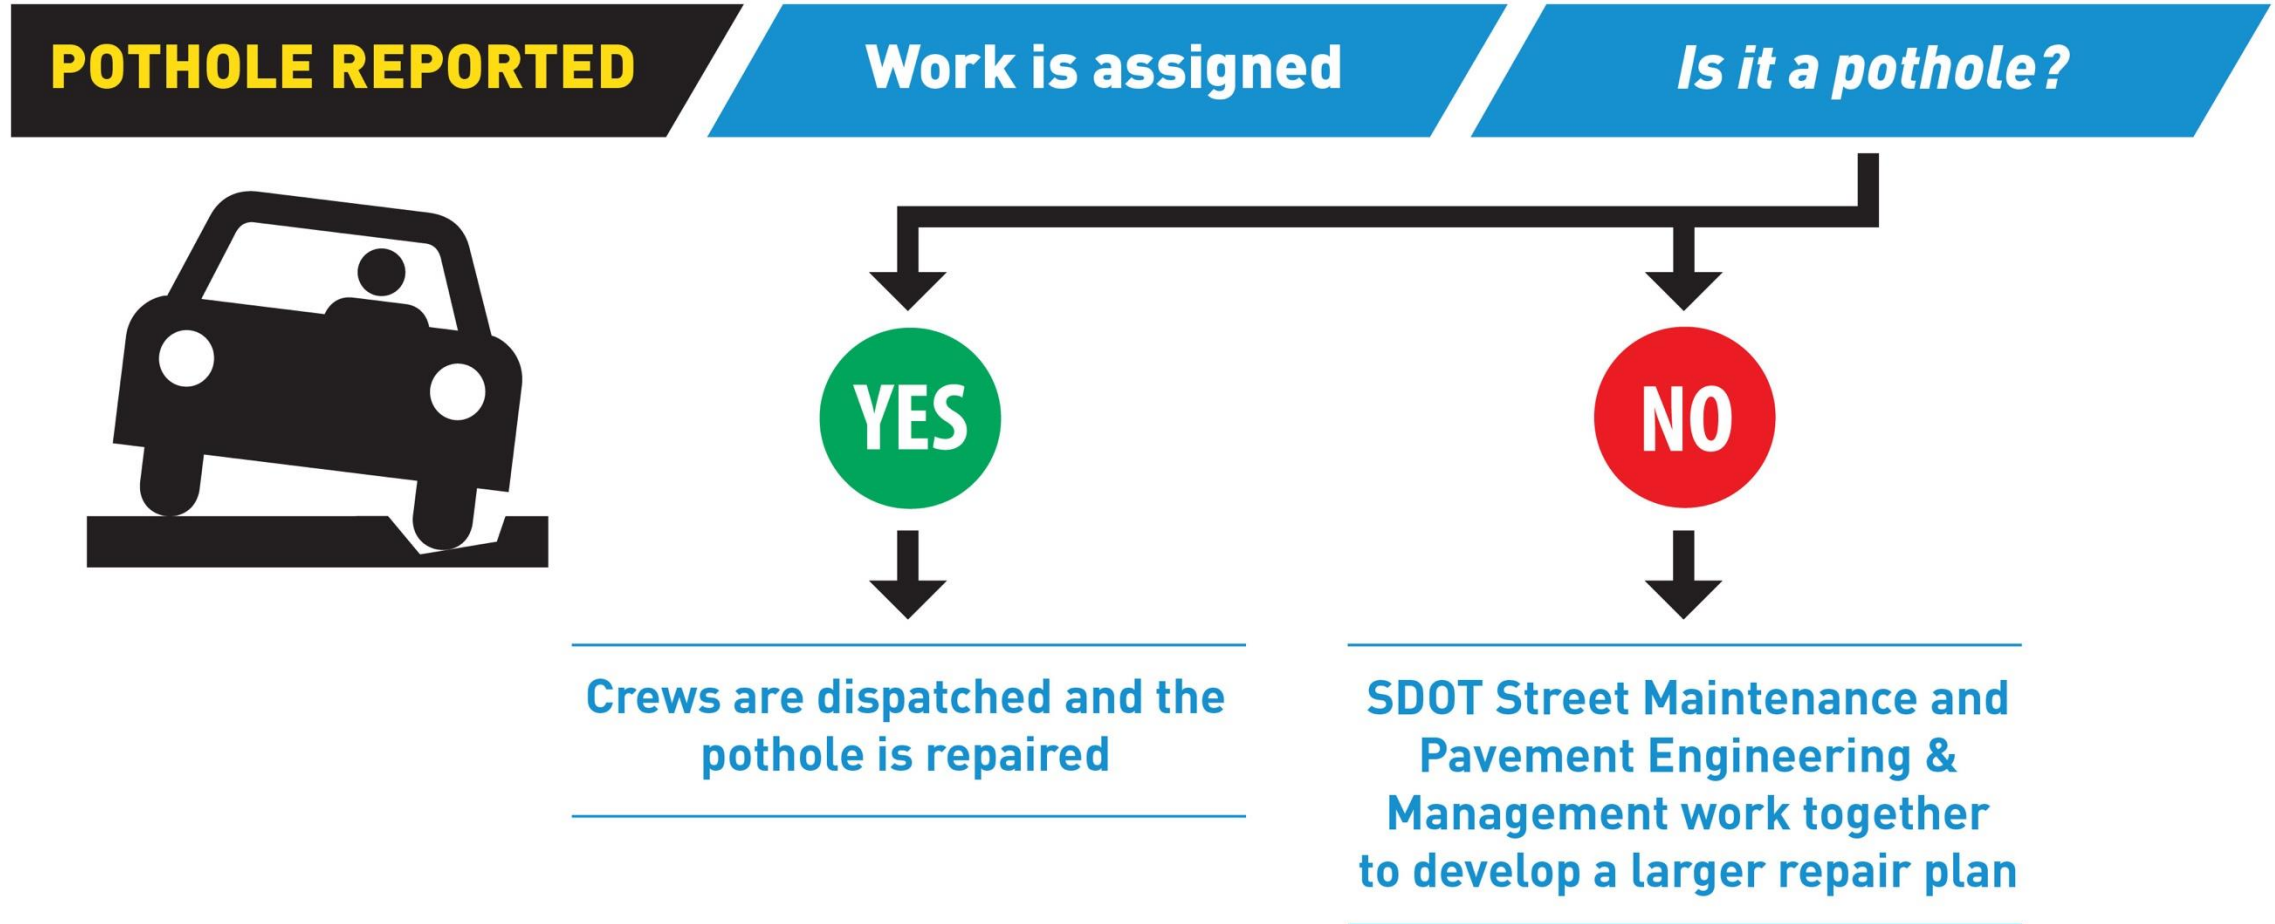 POTHOLE REPORTED
Work is assigned
Is it a pothole?
YES
NO
Crews are dispatched and the
pothole is repaired
SDOT Street Maintenance and
Pavement Engineering &
Management work together
to develop a larger repair plan